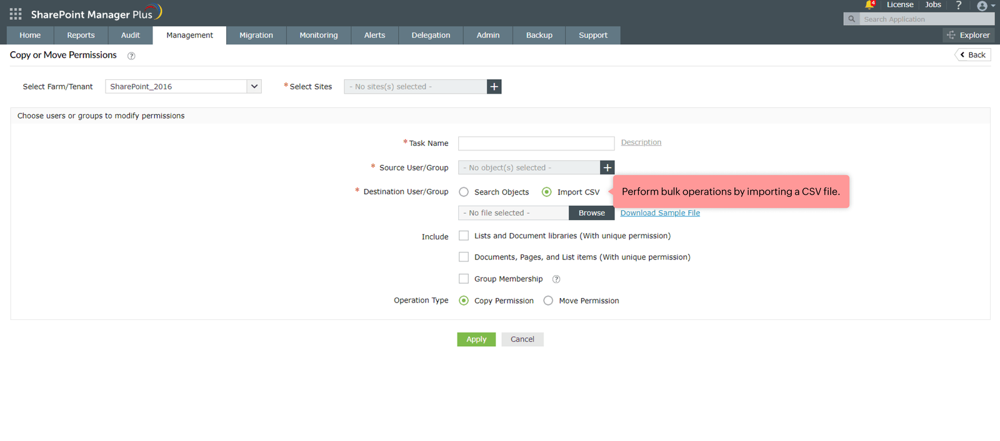 SharePoint Manager Plus
4 License Jobs ?
Search Application
Home Reports Audit Management Migration Monitoring Alerts Delegation Admin Backup Support Explorer
Copy or Move Permissions ? Back
Select Farm/Tenant SharePoint_2016 *Select Sites - No sites(s) selected - +
Choose users or groups to modify permissions
*Task Name Description
* Source User/Group - No object(s) selected - +
* Destination User/Group Search Objects Import CSV Perform bulk operations by importing a CSV file.
- No file selected - Browse Download Sample File
Include Lists and Document libraries (With unique permission)
Documents, Pages, and List items (With unique permission)
Group Membership ?
Operation Type Copy Permission Move Permission
Apply Cancel